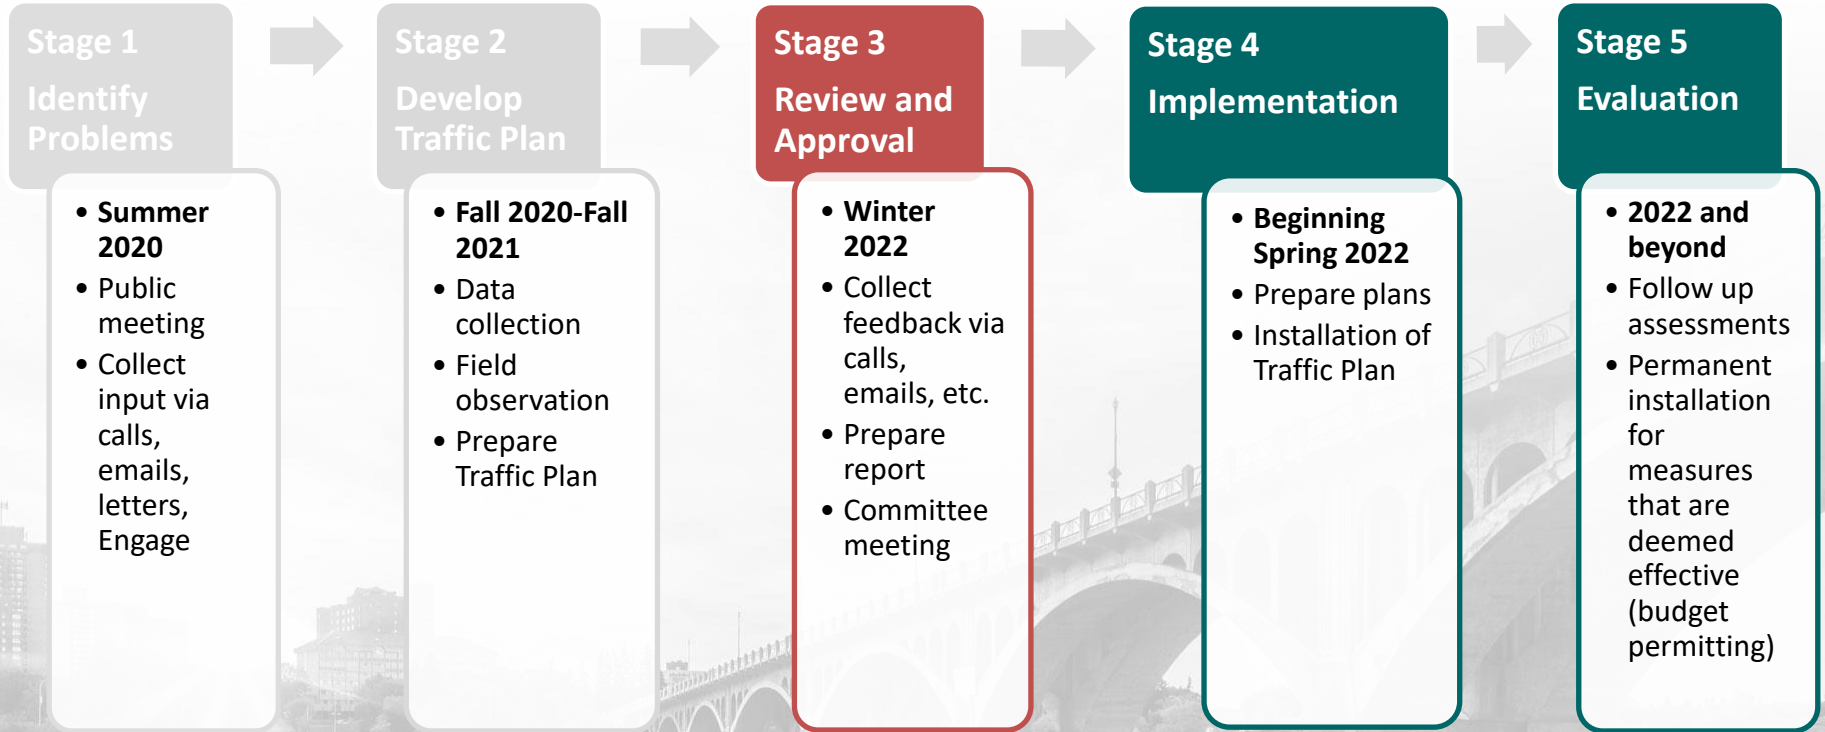 Stage 1
Identify
Problems
• Summer
2020
• Public
meeting
• Collect
input via
calls,
emails,
letters,
Engage
Stage 2
Develop
Traffic Plan
• Fall 2020-Fall
2021
• Data
collection
• Field
observation
• Prepare
Traffic Plan
Stage 3
Review and
Approval
• Winter
2022
• Collect
feedback via
calls,
emails, etc.
• Prepare
report
• Committee
meeting
Stage 4
Implementation
• Beginning
Spring 2022
• Prepare plans
• Installation of
Traffic Plan
Stage 5
Evaluation
• 2022 and
beyond
• Follow up
assessments
• Permanent
installation
for
measures
that are
deemed
effective
(budget
permitting)